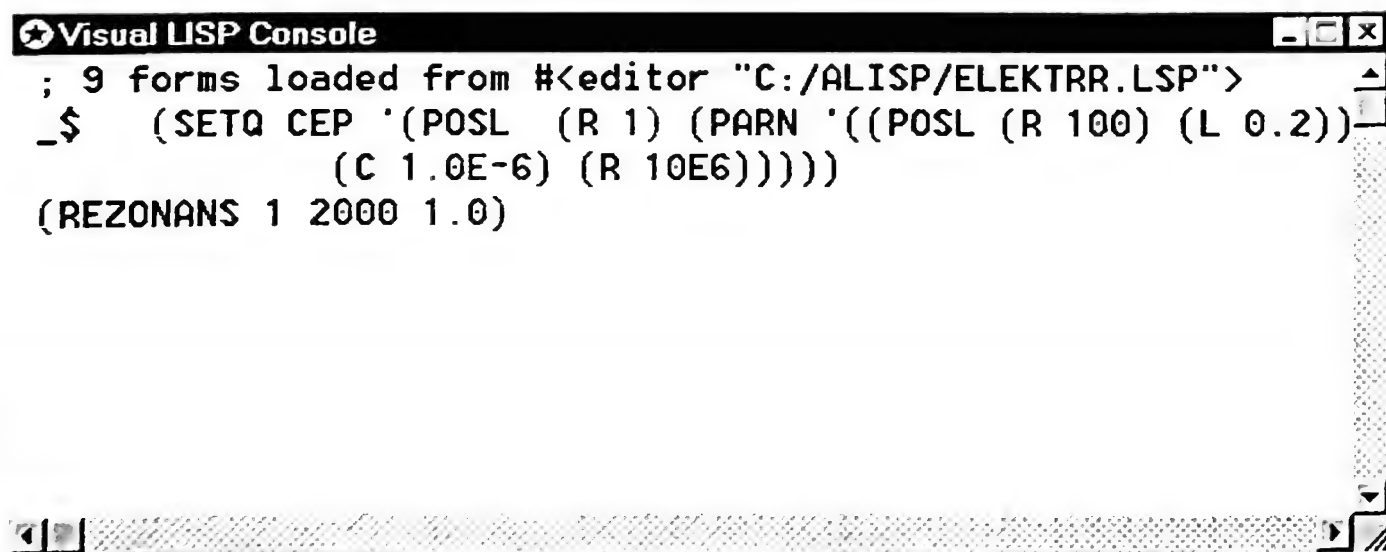 Visual LISP Console
; 9 forms loaded from #<editor "C:/ALISP/ELEKTRR.LSP">
_$ (SETQ CEP '(POSL (R 1) (PARN '((POSL (R 100) (L 0.2))
(C 1.0E-6) (R 10E6)))))
(REZONANS 1 2000 1.0)